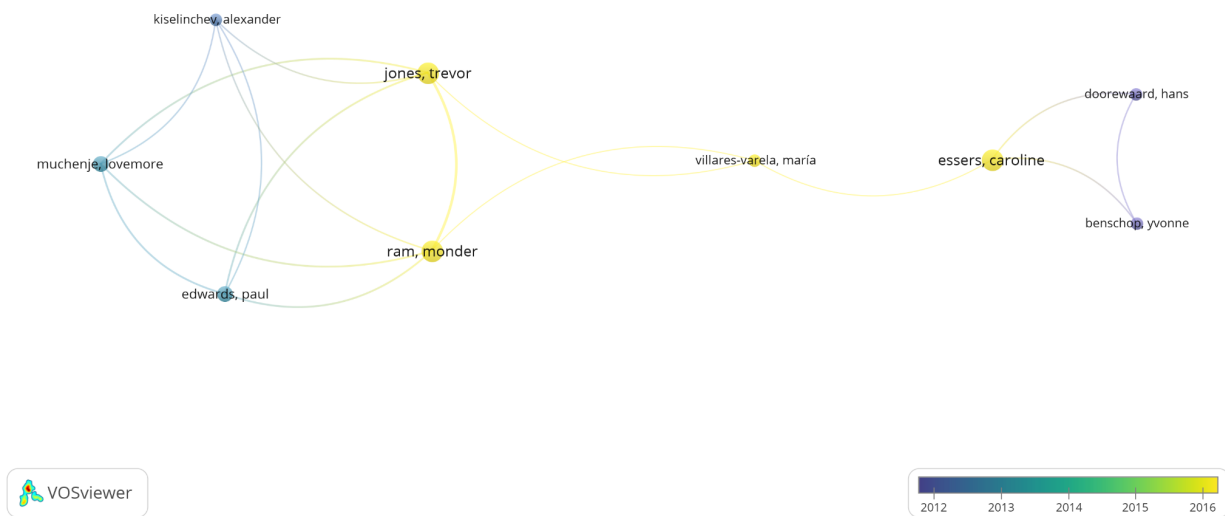 kiselinchev, alexander
jones, trevor
doorewaard, hans
muchenje, lovemore
villares-varela, maría
essers, caroline
benschop, yvonne
ram, monder
edwards, paul
VOSviewer
2012 2013 2014 2015 2016